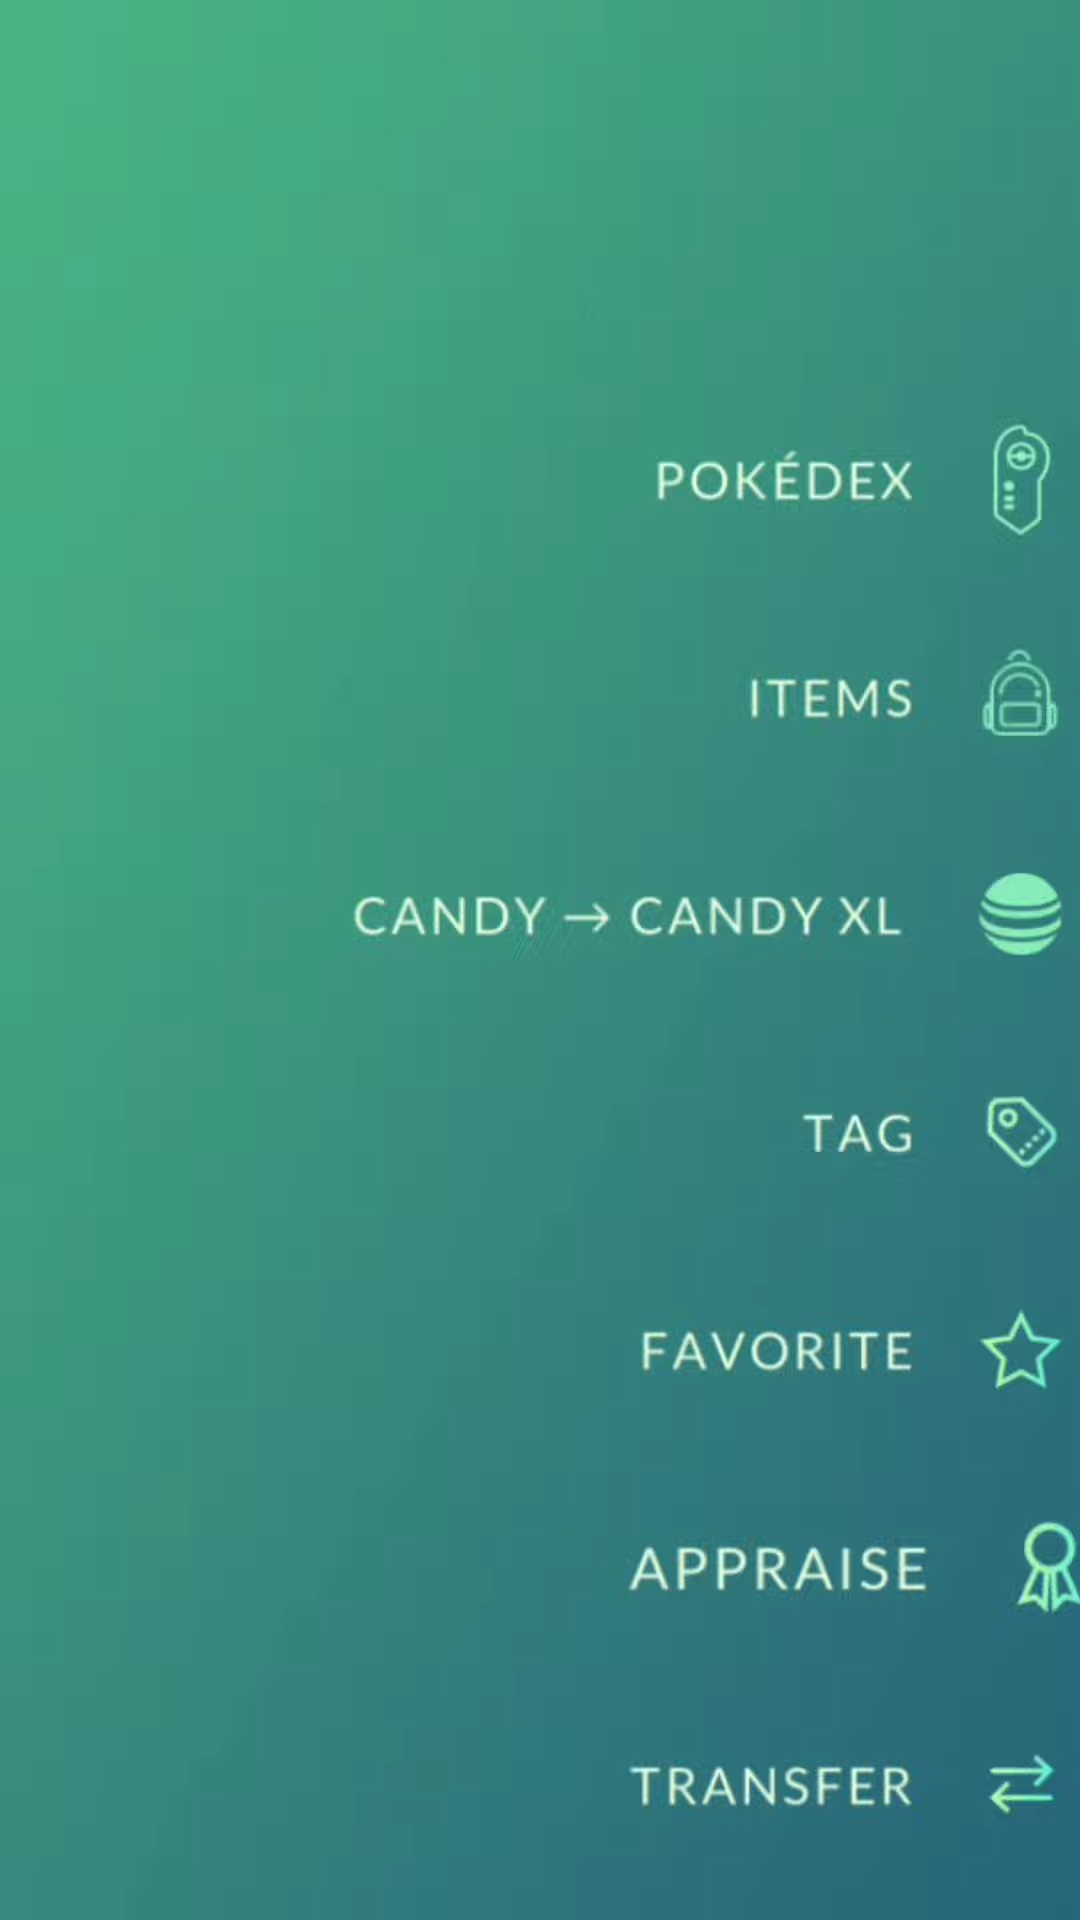 POKÉDEX
ITEMS
CANDY → CANDY XL
TAG
FAVORITE
APPRAISE
TRANSFER